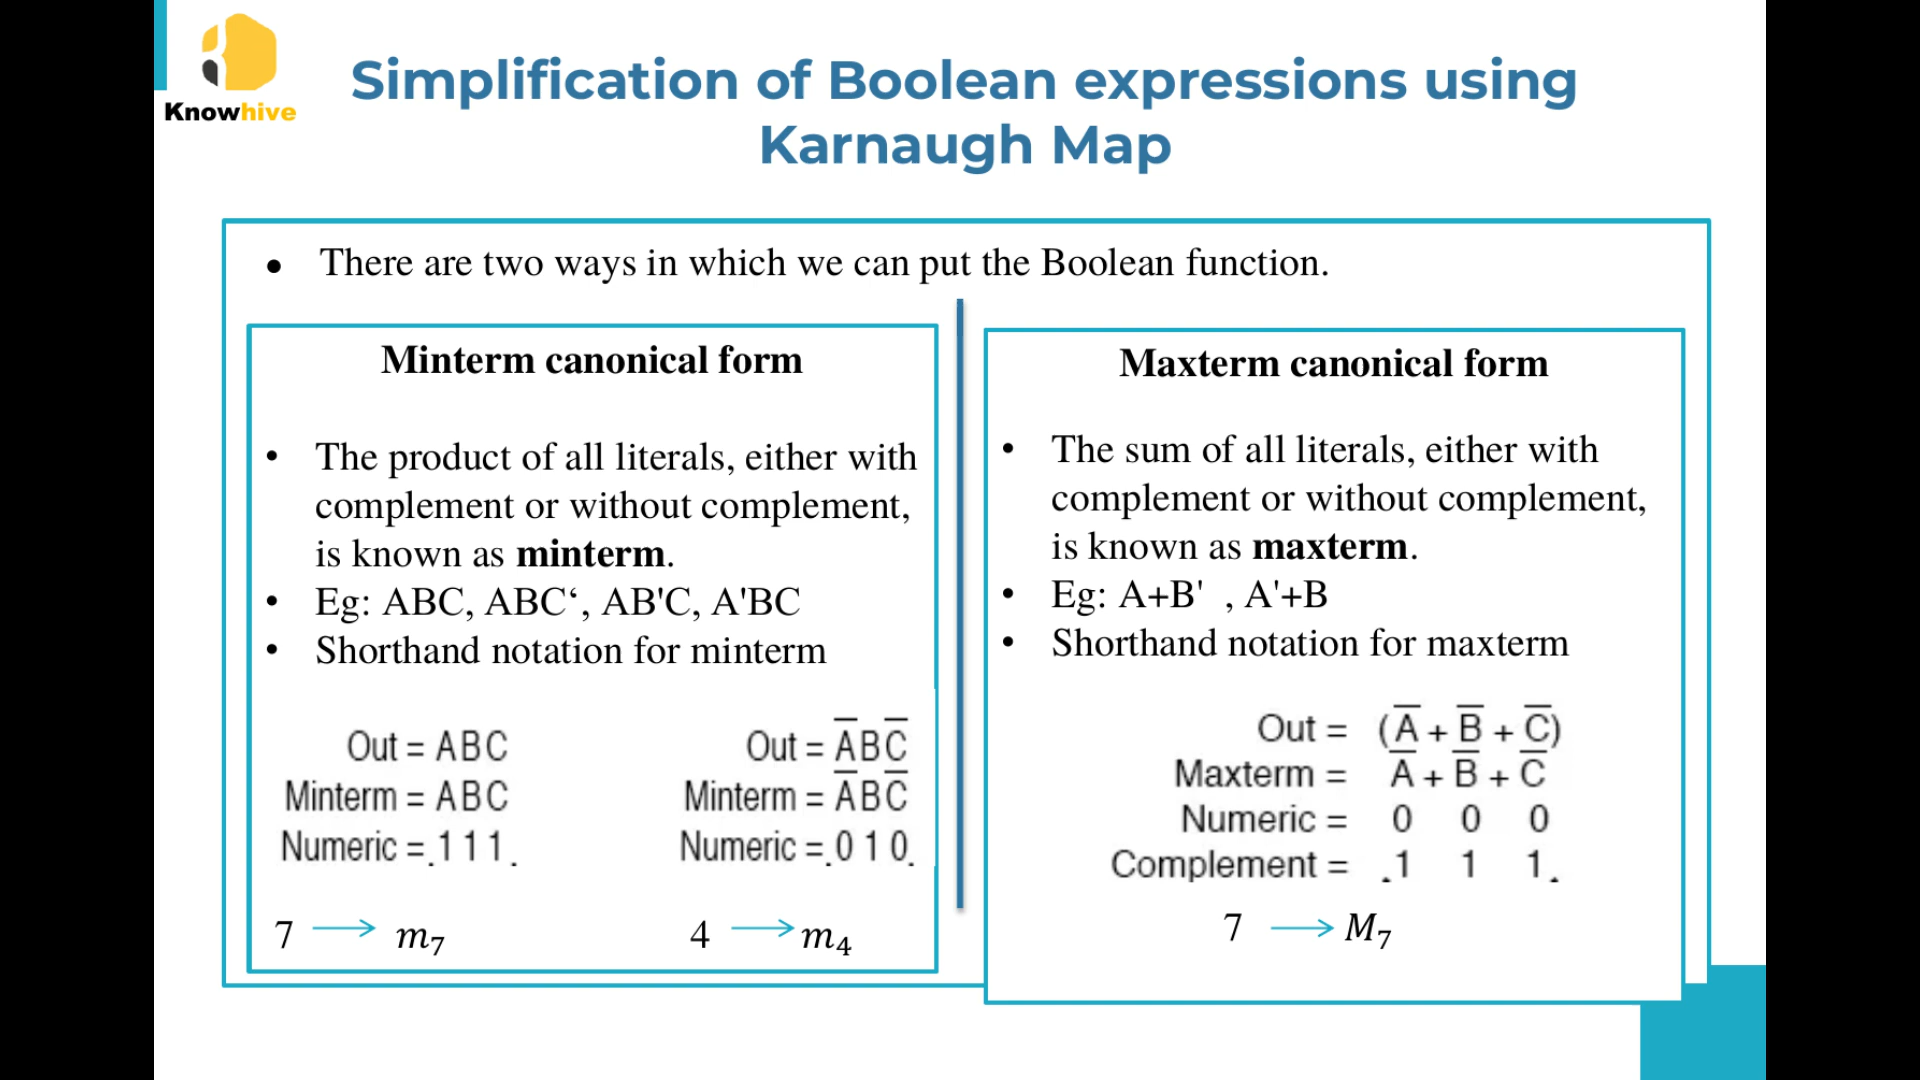 Knowhive
Simplification of Boolean expressions using
Karnaugh Map
• There are two ways in which we can put the Boolean function.
Minterm canonical form
• The product of all literals, either with
complement or without complement,
is known as minterm.
• Eg: ABC, ABC‘, AB'C, A'BC
• Shorthand notation for minterm
Out = A B C
Minterm = A B C
Numeric = 1 1 1
7 → m₇
Out = A̅ B C̅
Minterm = A̅ B C̅
Numeric = 0 1 0
4 → m₄
Maxterm canonical form
• The sum of all literals, either with
complement or without complement,
is known as maxterm.
• Eg: A+B' , A'+B
• Shorthand notation for maxterm
Out = (A̅ + B̅ + C̅)
Maxterm = A̅ + B̅ + C̅
Numeric = 0 0 0
Complement = 1 1 1
7 → M₇